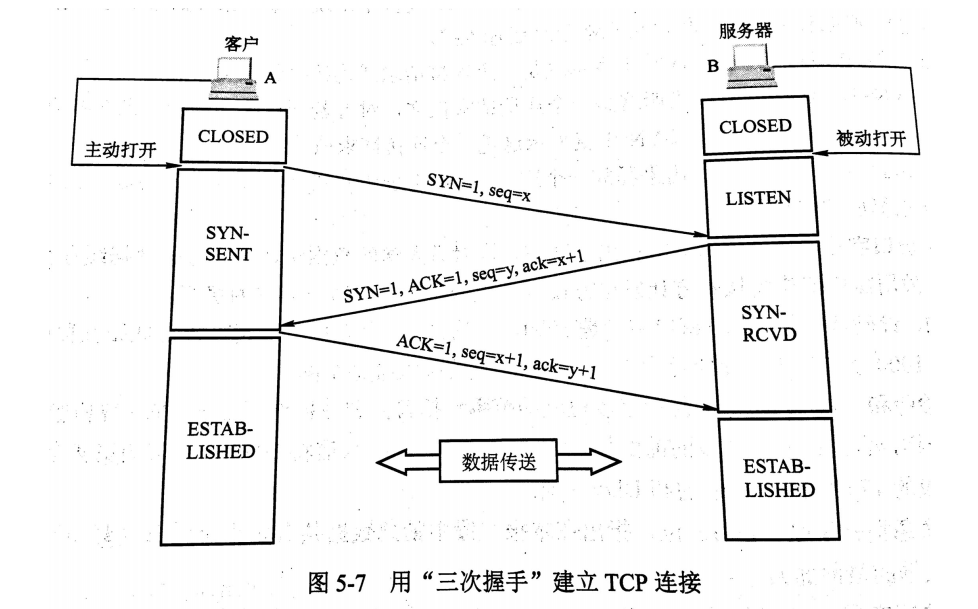 客户
服务器
A
B
CLOSED
CLOSED
主动打开
被动打开
SYN=1, seq=x
LISTEN
SYN-
SENT
SYN=1, ACK=1, seq=y, ack=x+1
SYN-
RCVD
ACK=1, seq=x+1, ack=y+1
ESTAB-
LISHED
数据传送
ESTAB-
LISHED
图 5-7 用“三次握手”建立 TCP 连接